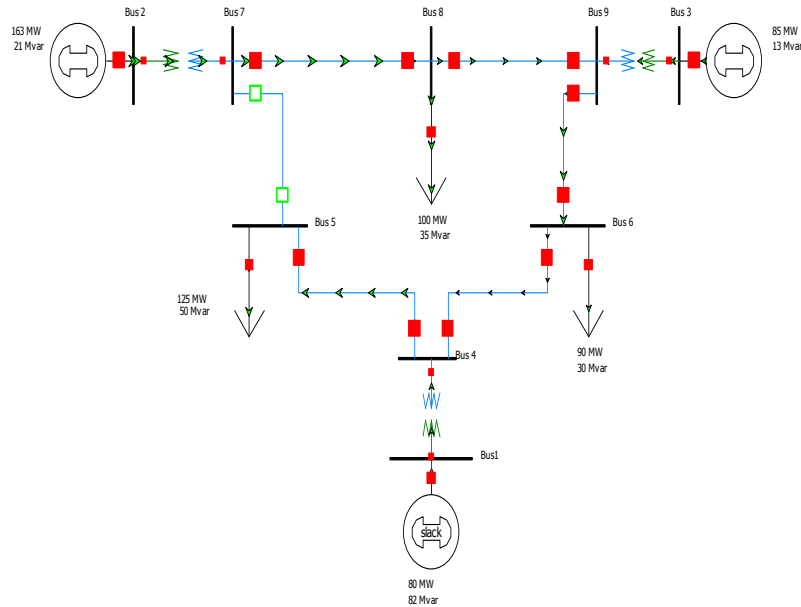 Bus 2
Bus 7
Bus 8
Bus 9
Bus 3
163 MW
21 Mvar
85 MW
13 Mvar
100 MW
35 Mvar
Bus 5
Bus 6
125 MW
50 Mvar
90 MW
30 Mvar
Bus 4
Bus1
slack
80 MW
82 Mvar